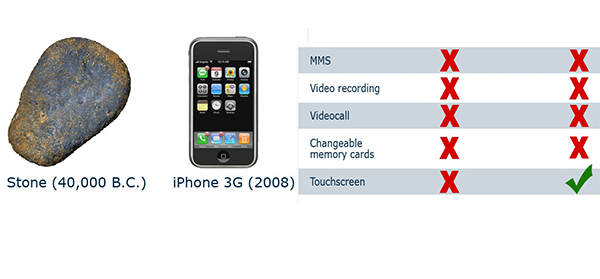 MMS
Video recording
Videocall
Changeable
memory cards
Touchscreen
Stone (40,000 B.C.)
iPhone 3G (2008)